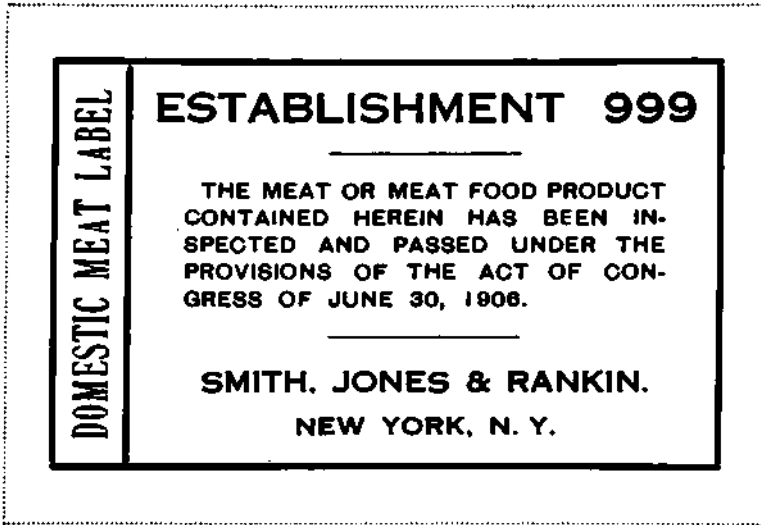 DOMESTIC MEAT LABEL
ESTABLISHMENT 999
THE MEAT OR MEAT FOOD PRODUCT
CONTAINED HEREIN HAS BEEN IN-
SPECTED AND PASSED UNDER THE
PROVISIONS OF THE ACT OF CON-
GRESS OF JUNE 30, 1906.
SMITH, JONES & RANKIN.
NEW YORK, N. Y.